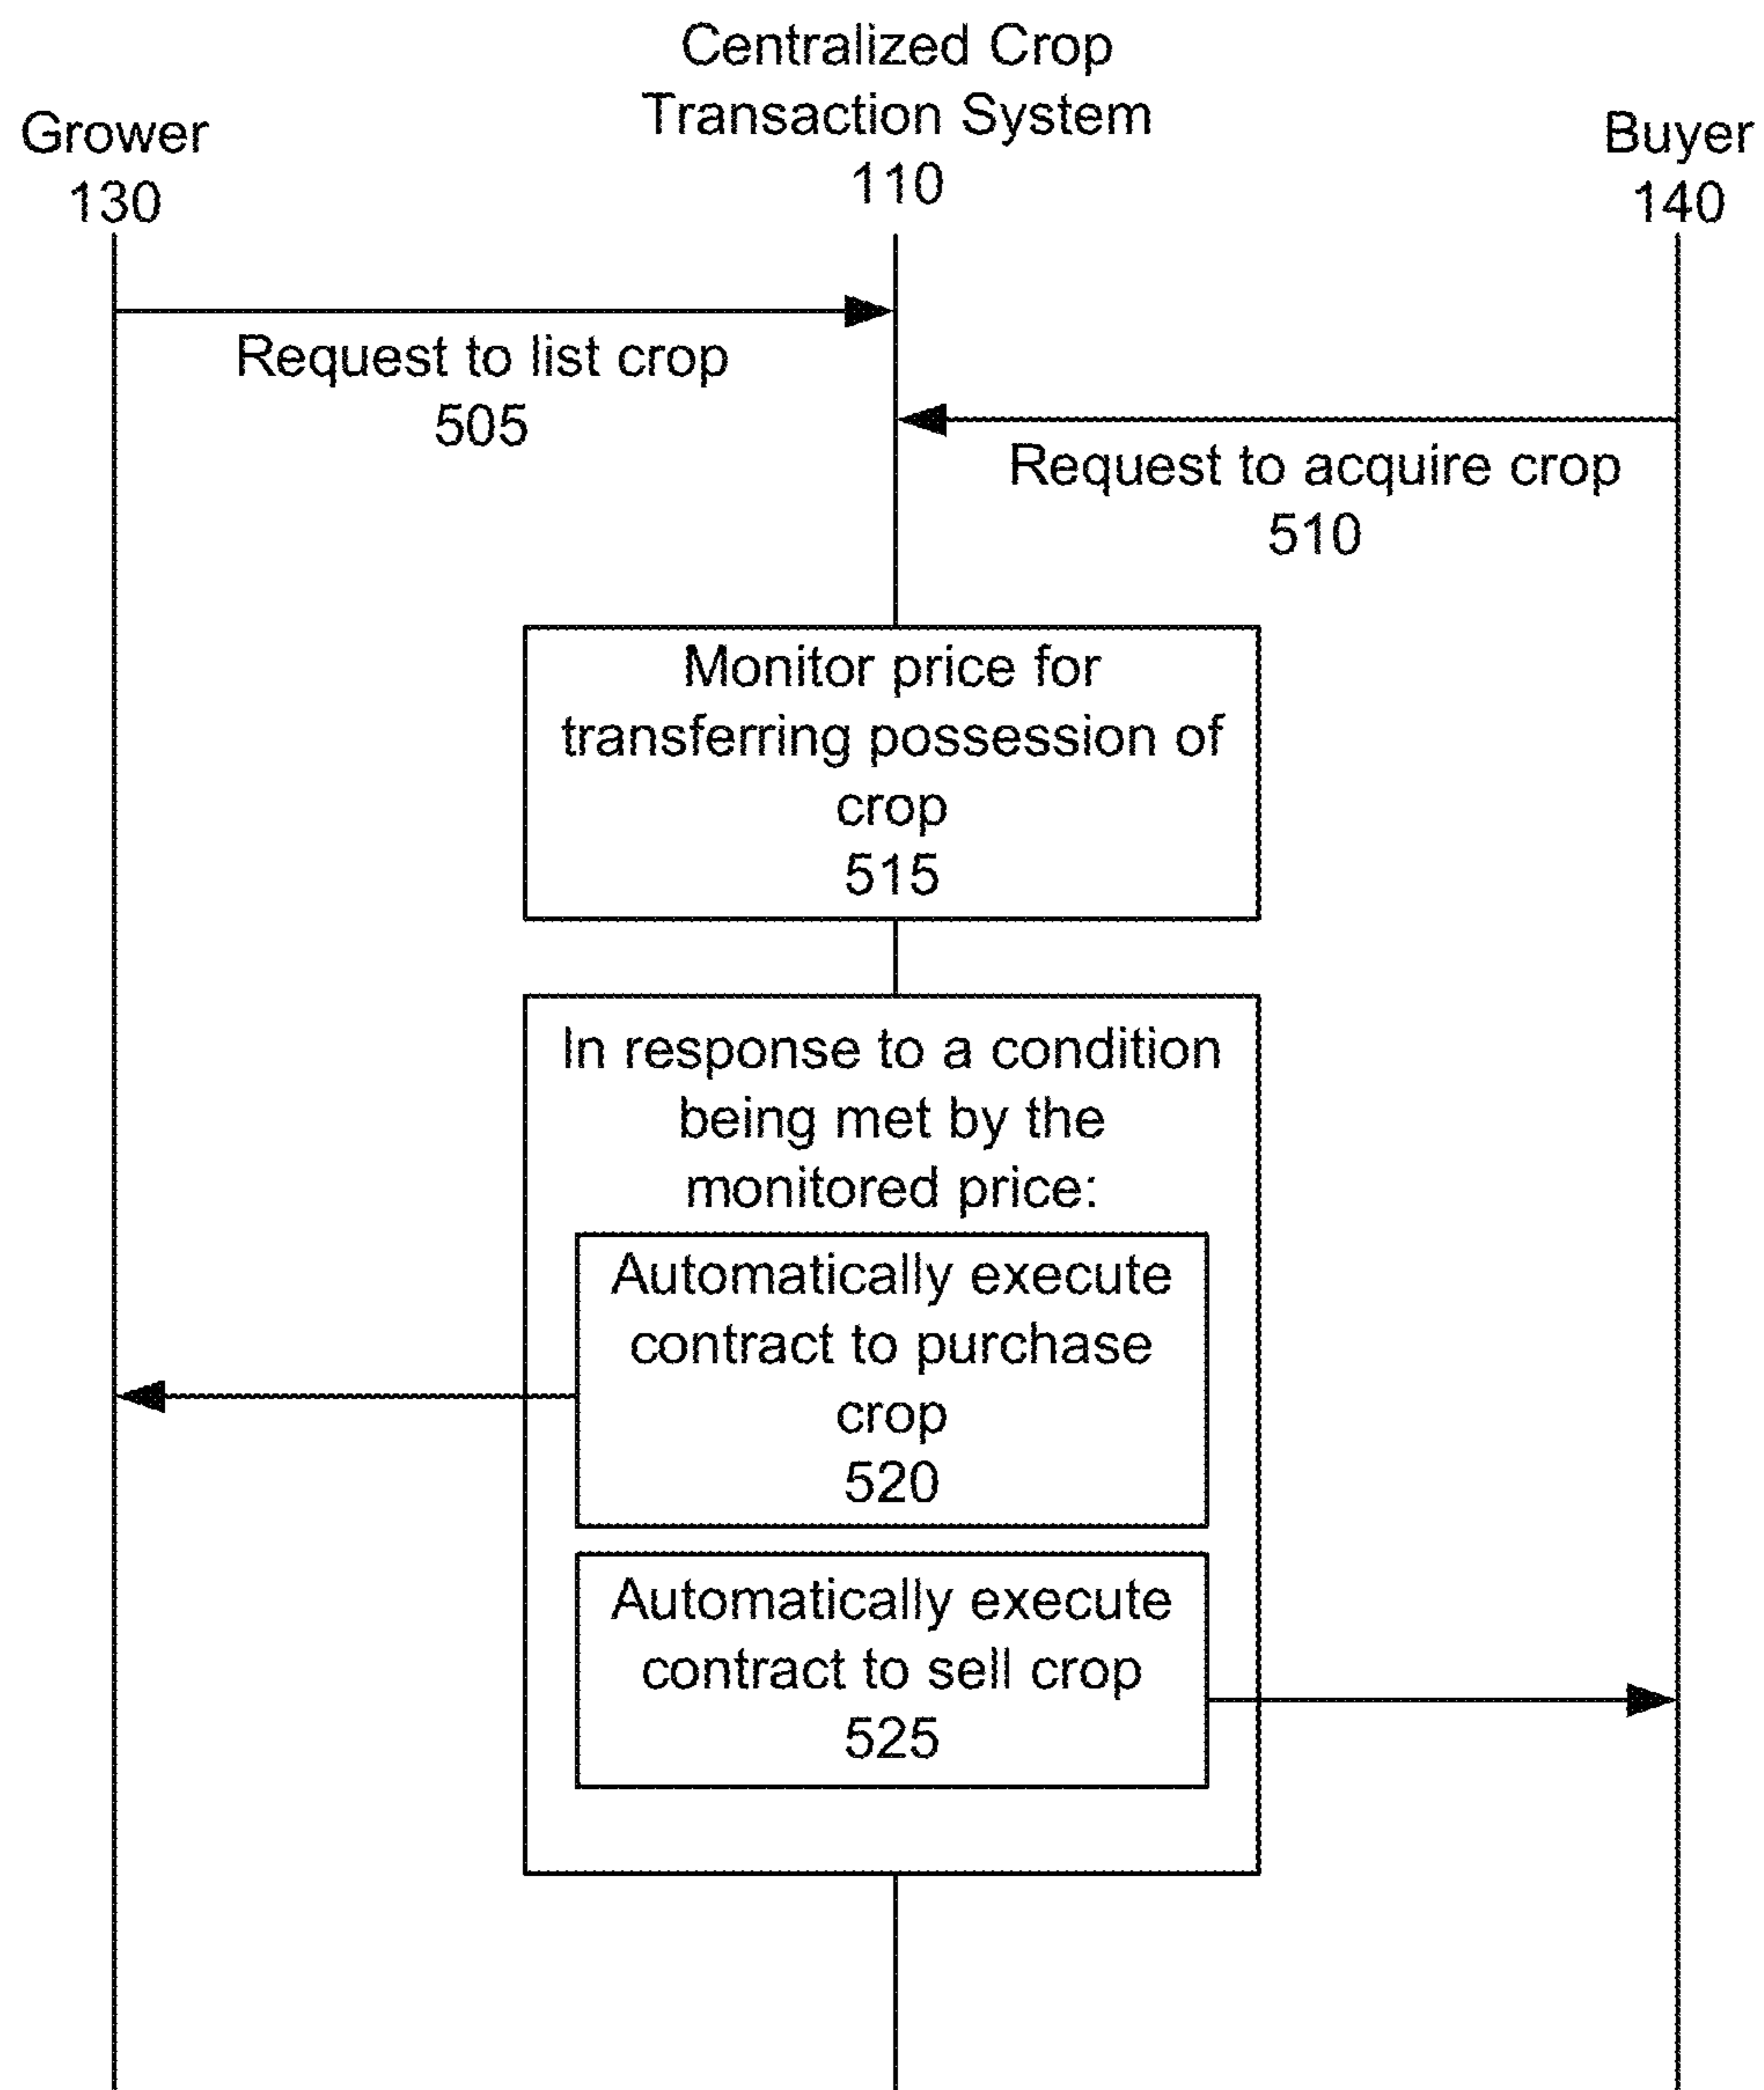 Centralized Crop
Transaction System
110
Grower
130
Buyer
140
Request to list crop
505
Request to acquire crop
510
Monitor price for
transferring possession of
crop
515
In response to a condition
being met by the
monitored price:
Automatically execute
contract to purchase
crop
520
Automatically execute
contract to sell crop
525